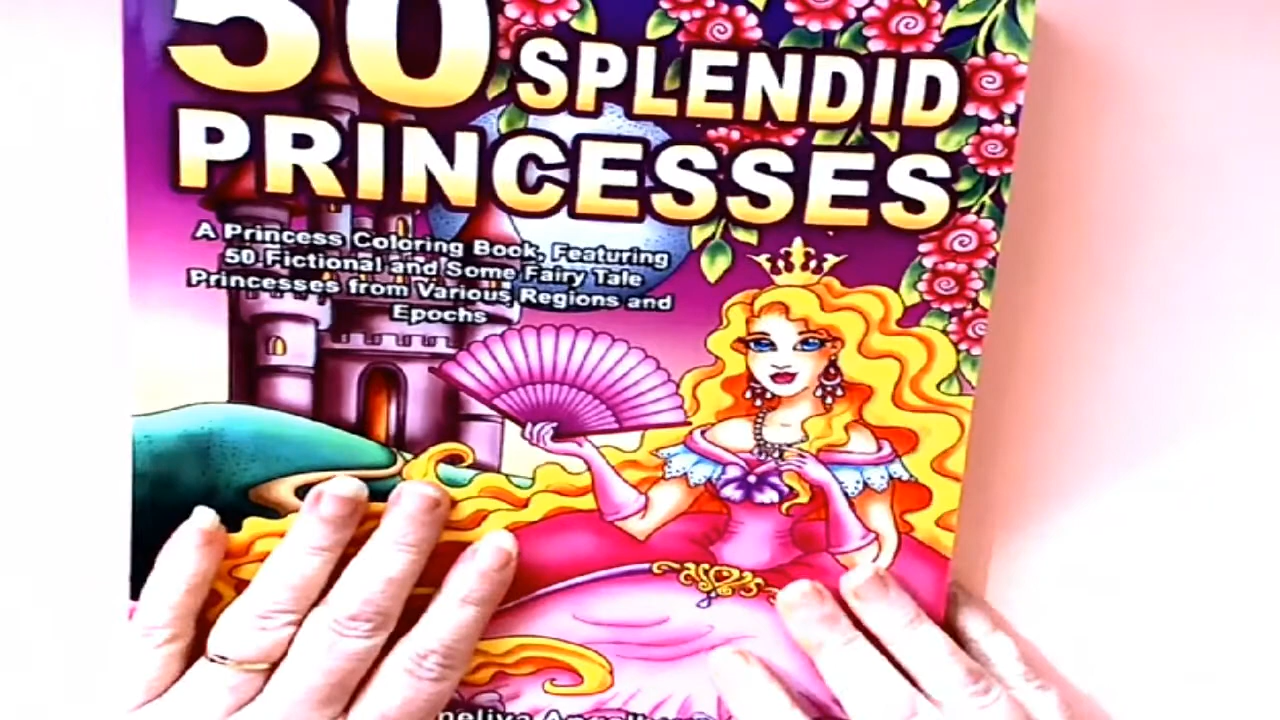 50 SPLENDID
PRINCESSES
A Princess Coloring Book, Featuring
50 Fictional and Some Fairy Tale
Princesses from Various Regions and
Epochs